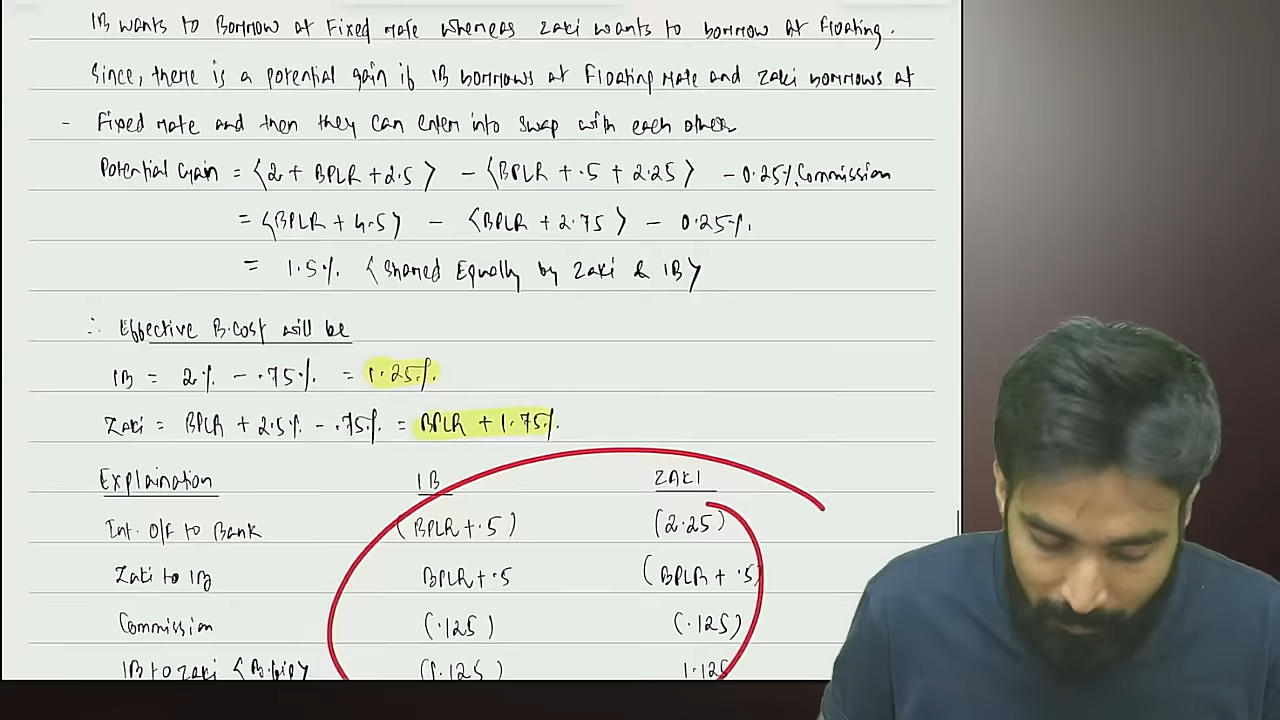 IB wants to Borrow at Fixed rate whereas Zaki wants to borrow at Floating.
Since, there is a potential gain if IB borrows at Floating rate and Zaki borrows at
- Fixed rate and then they can enter into swap with each other
Potential Gain = <2 + BPLR + 2.5> - <BPLR + .5 + 2.25> - 0.25% Commission
= <BPLR + 4.5> - <BPLR + 2.75> - 0.25%.
= 1.5% <Shared Equally by Zaki & IB>
∴ Effective B.Cost will be
IB = 2% - .75% = 1.25%.
Zaki = BPLR + 2.5% - .75% = BPLR + 1.75%.
Explaination IB ZAKI
Int. O/F to Bank (BPLR + .5) (2.25)
Zaki to IB BPLR + .5 (BPLR + .5)
Commission (.125) (.125)
IB to Zaki (1.125) 1.125